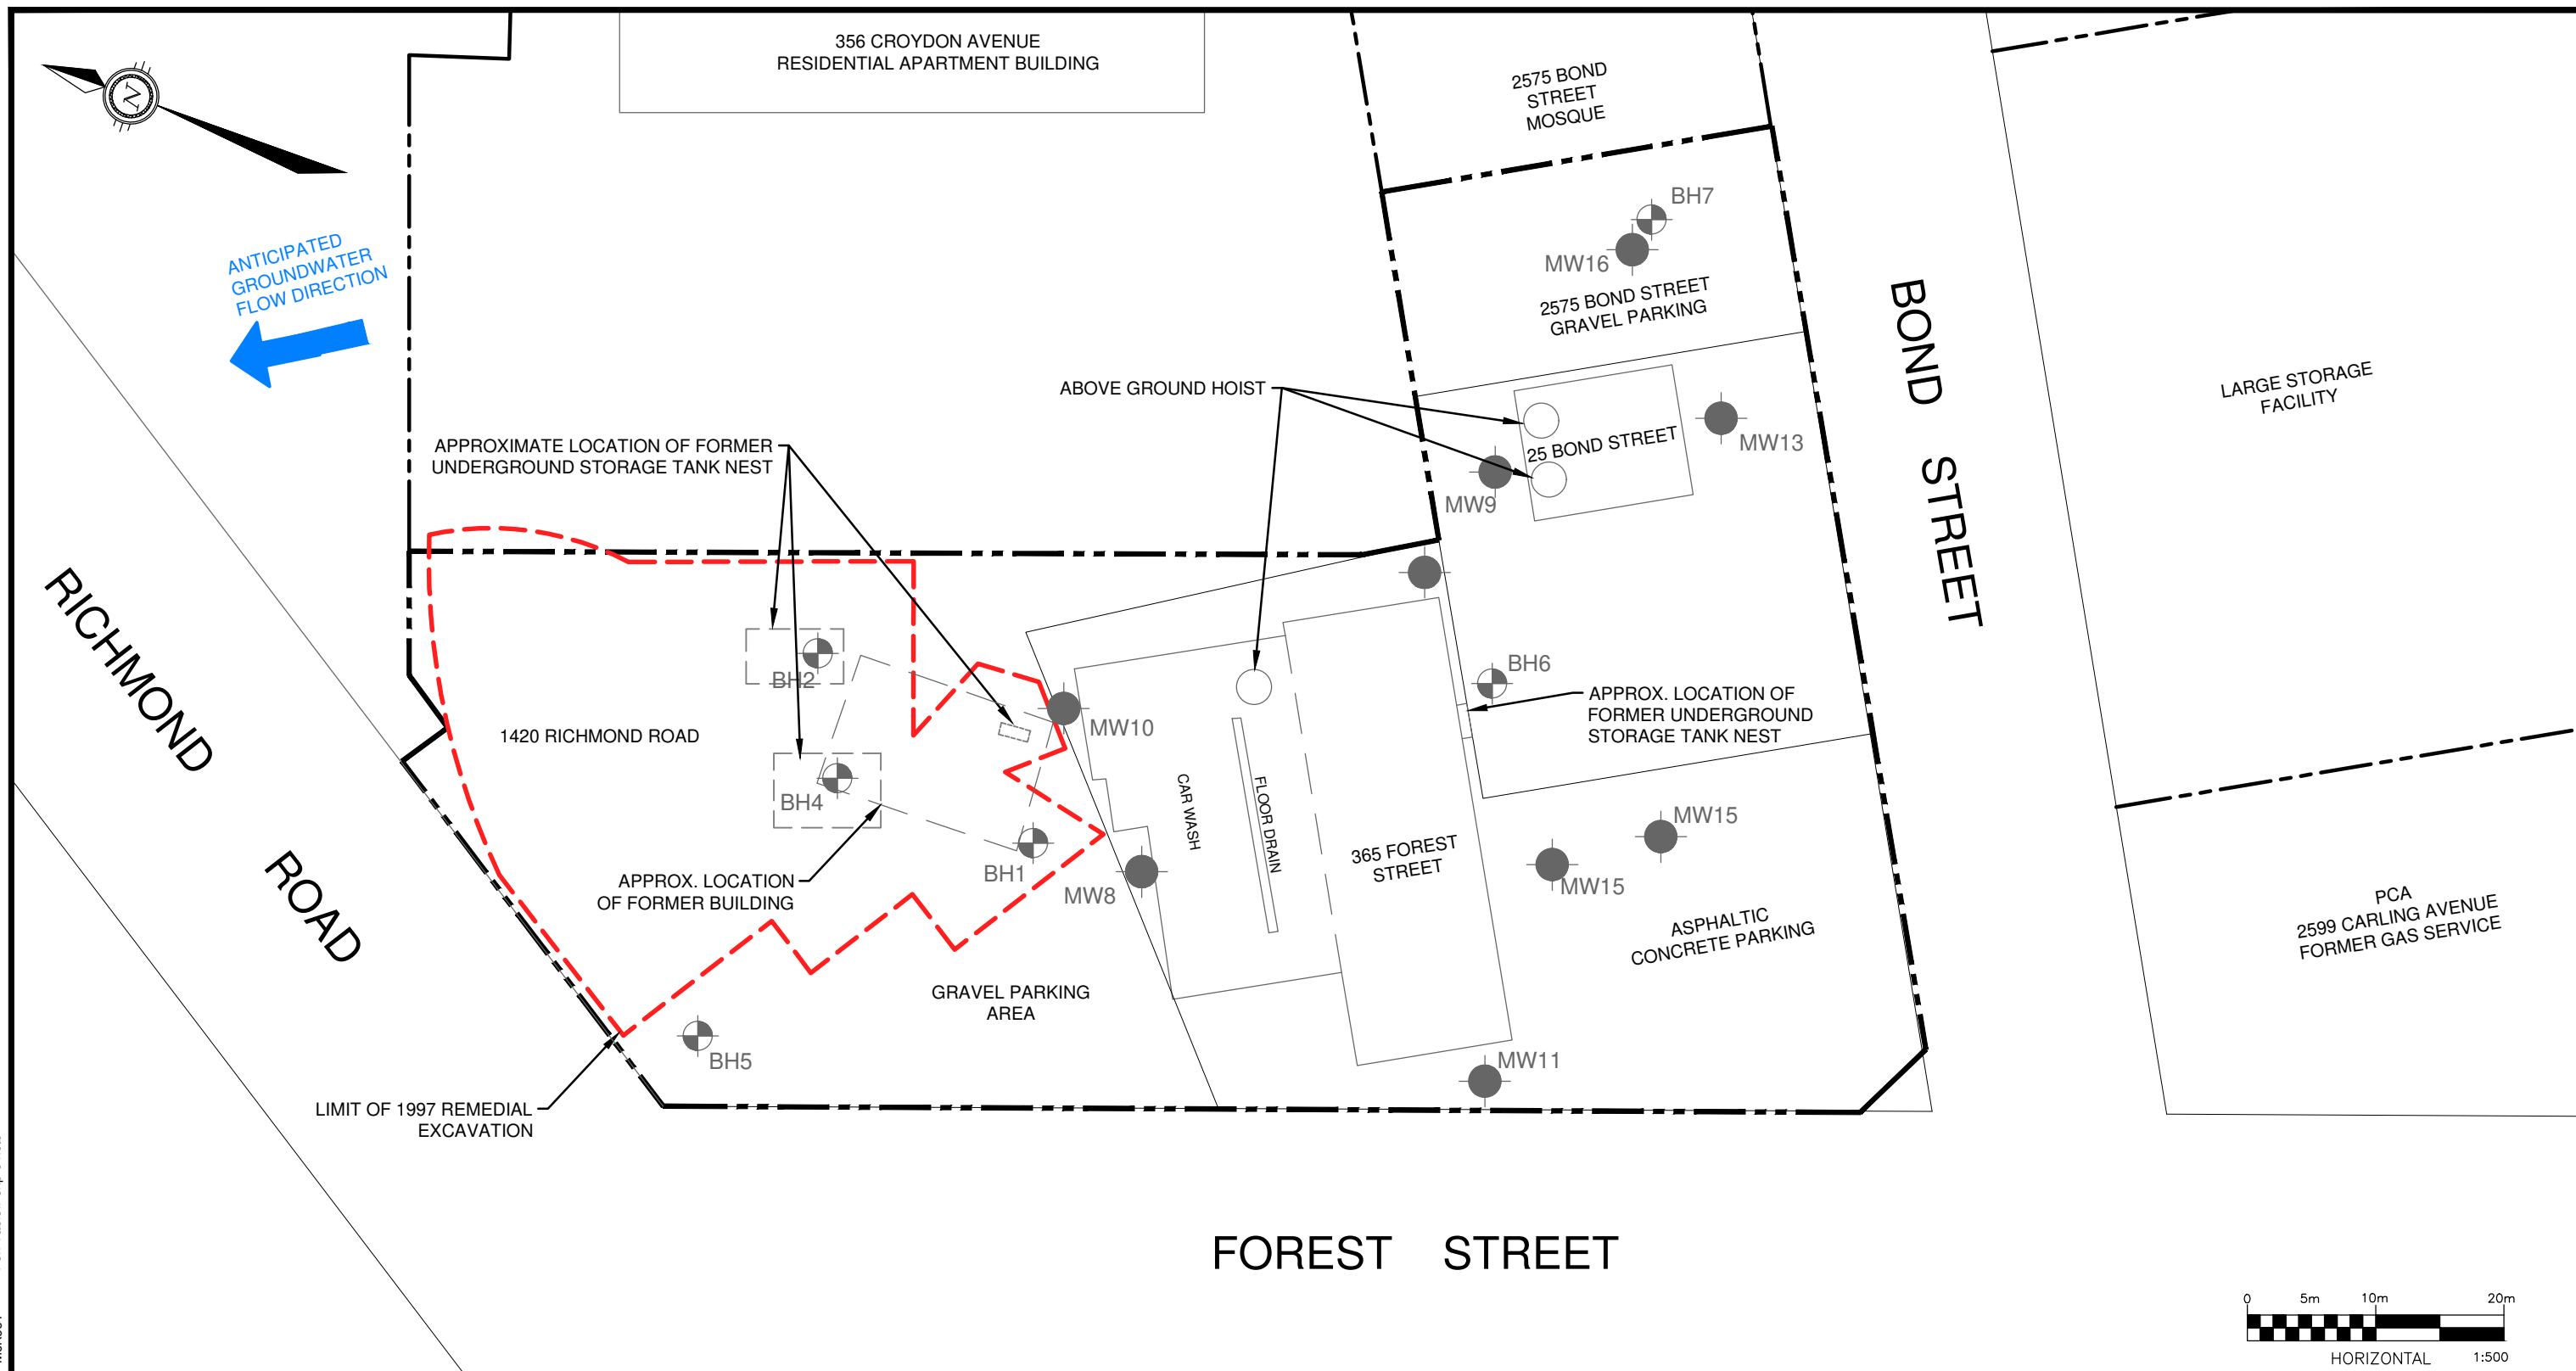 356 CROYDON AVENUE
RESIDENTIAL APARTMENT BUILDING
2575 BOND
STREET
MOSQUE
N
BH7
MW16
ANTICIPATED
GROUNDWATER
FLOW DIRECTION
2575 BOND STREET
GRAVEL PARKING
BOND STREET
LARGE STORAGE
FACILITY
ABOVE GROUND HOIST
25 BOND STREET
MW13
APPROXIMATE LOCATION OF FORMER
UNDERGROUND STORAGE TANK NEST
MW9
RICHMOND ROAD
BH2
BH6
APPROX. LOCATION OF
FORMER UNDERGROUND
STORAGE TANK NEST
1420 RICHMOND ROAD
MW10
BH4
CAR WASH
FLOOR DRAIN
MW15
365 FOREST
STREET
MW15
APPROX. LOCATION
OF FORMER BUILDING
BH1
MW8
ASPHALTIC
CONCRETE PARKING
PCA
2599 CARLING AVENUE
FORMER GAS SERVICE
GRAVEL PARKING
AREA
BH5
MW11
LIMIT OF 1997 REMEDIAL
EXCAVATION
FOREST STREET
0 5m 10m 20m
HORIZONTAL 1:500